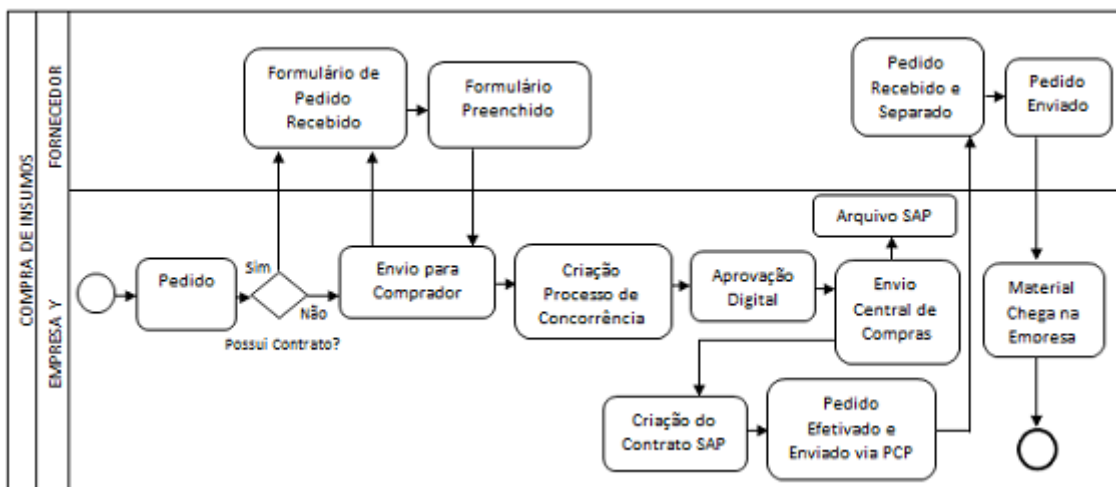 COMPRA DE INSUMOS
FORNECEDOR
Formulário de
Pedido
Recebido
Formulário
Preenchido
Pedido
Recebido e
Separado
Pedido
Enviado
EMPRESA Y
Pedido
Sim
Não
Possui Contrato?
Envio para
Comprador
Criação
Processo de
Concorrência
Aprovação
Digital
Arquivo SAP
Envio
Central de
Compras
Criação do
Contrato SAP
Pedido
Efetivado e
Enviado via PCP
Material
Chega na
Emoresa